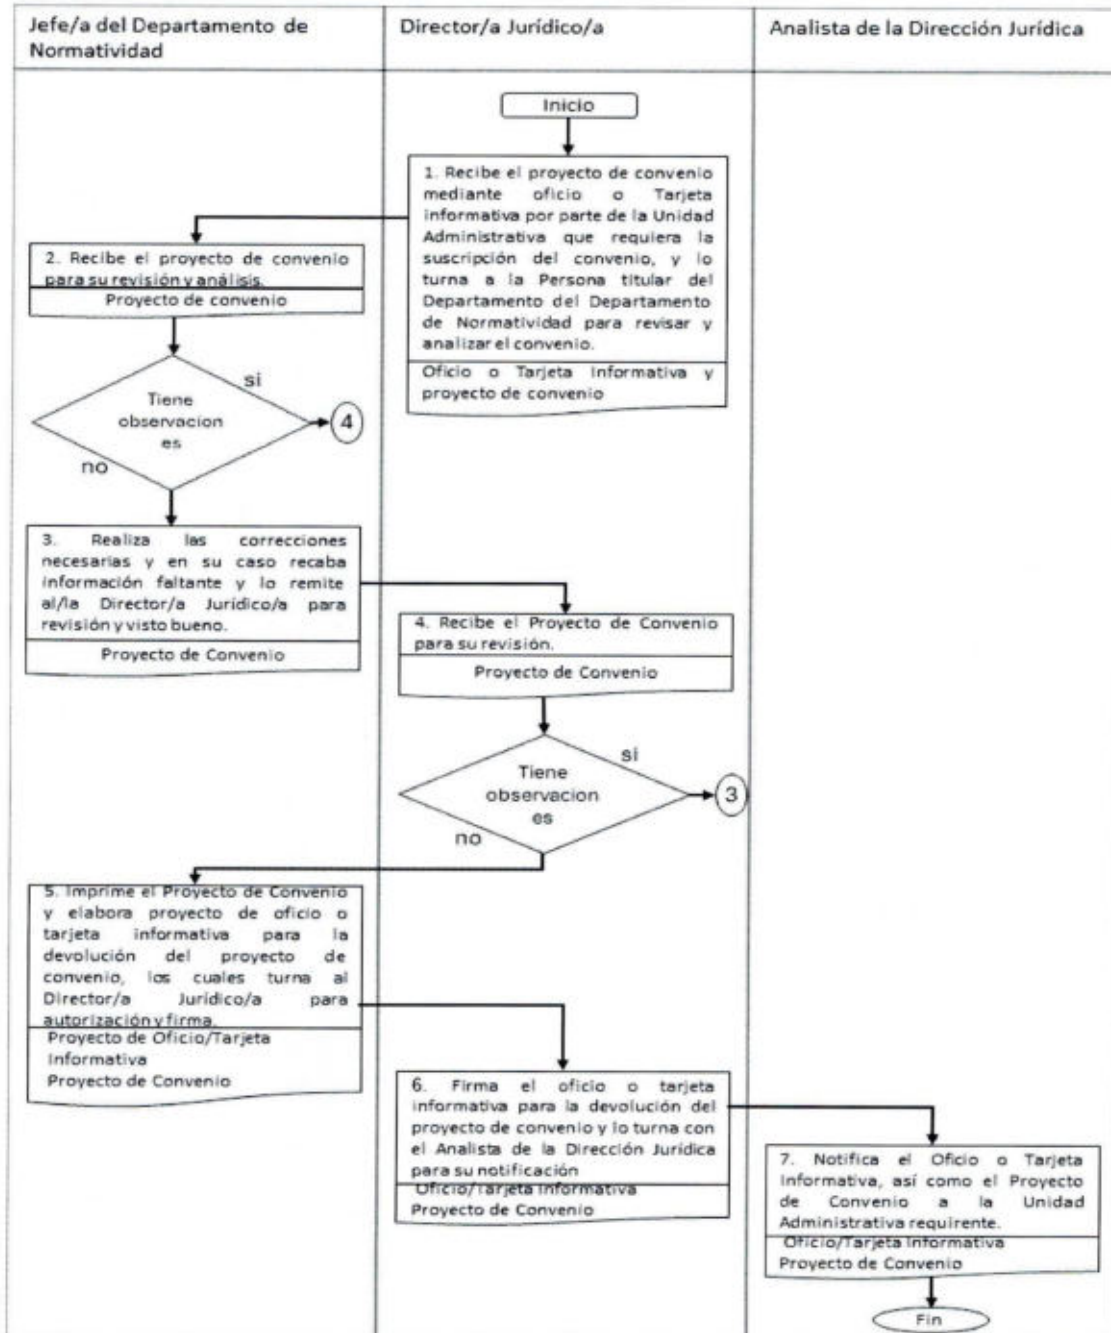 Jefe/a del Departamento de
Normatividad
Director/a Jurídico/a
Analista de la Dirección Jurídica
Inicio
1. Recibe el proyecto de convenio
mediante oficio o Tarjeta
informativa por parte de la Unidad
Administrativa que requiera la
suscripción del convenio, y lo
turna a la Persona titular del
Departamento del Departamento
de Normatividad para revisar y
analizar el convenio.
Oficio o Tarjeta Informativa y
proyecto de convenio
2. Recibe el proyecto de convenio
para su revisión y análisis.
Proyecto de convenio
si
Tiene
observacion
es
4
no
3. Realiza las correcciones
necesarias y en su caso recaba
información faltante y lo remite
al/la Director/a Jurídico/a para
revisión y visto bueno.
Proyecto de Convenio
4. Recibe el Proyecto de Convenio
para su revisión.
Proyecto de Convenio
si
Tiene
observacion
es
3
no
5. Imprime el Proyecto de Convenio
y elabora proyecto de oficio o
tarjeta informativa para la
devolución del proyecto de
convenio, los cuales turna al
Director/a Jurídico/a para
autorización y firma.
Proyecto de Oficio/Tarjeta
Informativa
Proyecto de Convenio
6. Firma el oficio o tarjeta
informativa para la devolución del
proyecto de convenio y lo turna con
el Analista de la Dirección Jurídica
para su notificación
Oficio/Tarjeta Informativa
Proyecto de Convenio
7. Notifica el Oficio o Tarjeta
Informativa, así como el Proyecto
de Convenio a la Unidad
Administrativa requirente.
Oficio/Tarjeta Informativa
Proyecto de Convenio
Fin